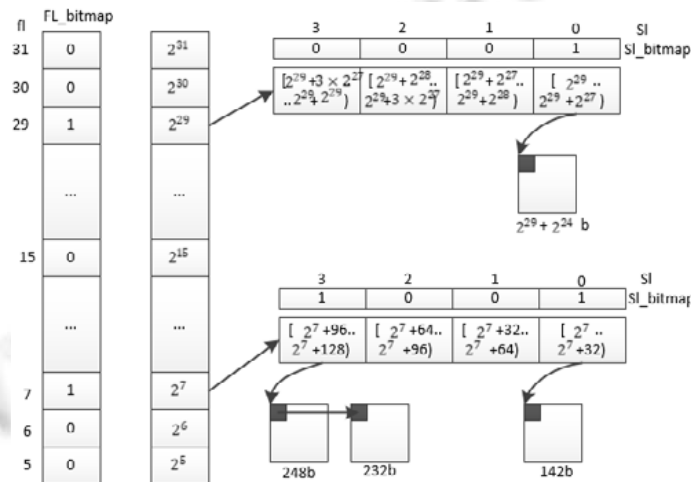 fl FL_bitmap
31 0 2^31
30 0 2^30
29 1 2^29
... ...
15 0 2^15
... ...
7 1 2^7
6 0 2^6
5 0 2^5
3 2 1 0 Sl
0 0 0 1 Sl_bitmap
[2^29+3 × 2^27 [ 2^29+2^28.. [ 2^29+2^27.. [ 2^29 ..
..2^29+2^29) 2^29+3 × 2^27) 2^29+2^28 ) 2^29 +2^27 )
2^29+ 2^24 b
3 2 1 0 Sl
1 0 0 1 Sl_bitmap
[ 2^7 +96.. [ 2^7 +64.. [ 2^7 +32.. [ 2^7 ..
2^7 +128) 2^7 +96) 2^7 +64) 2^7 +32)
248b 232b 142b